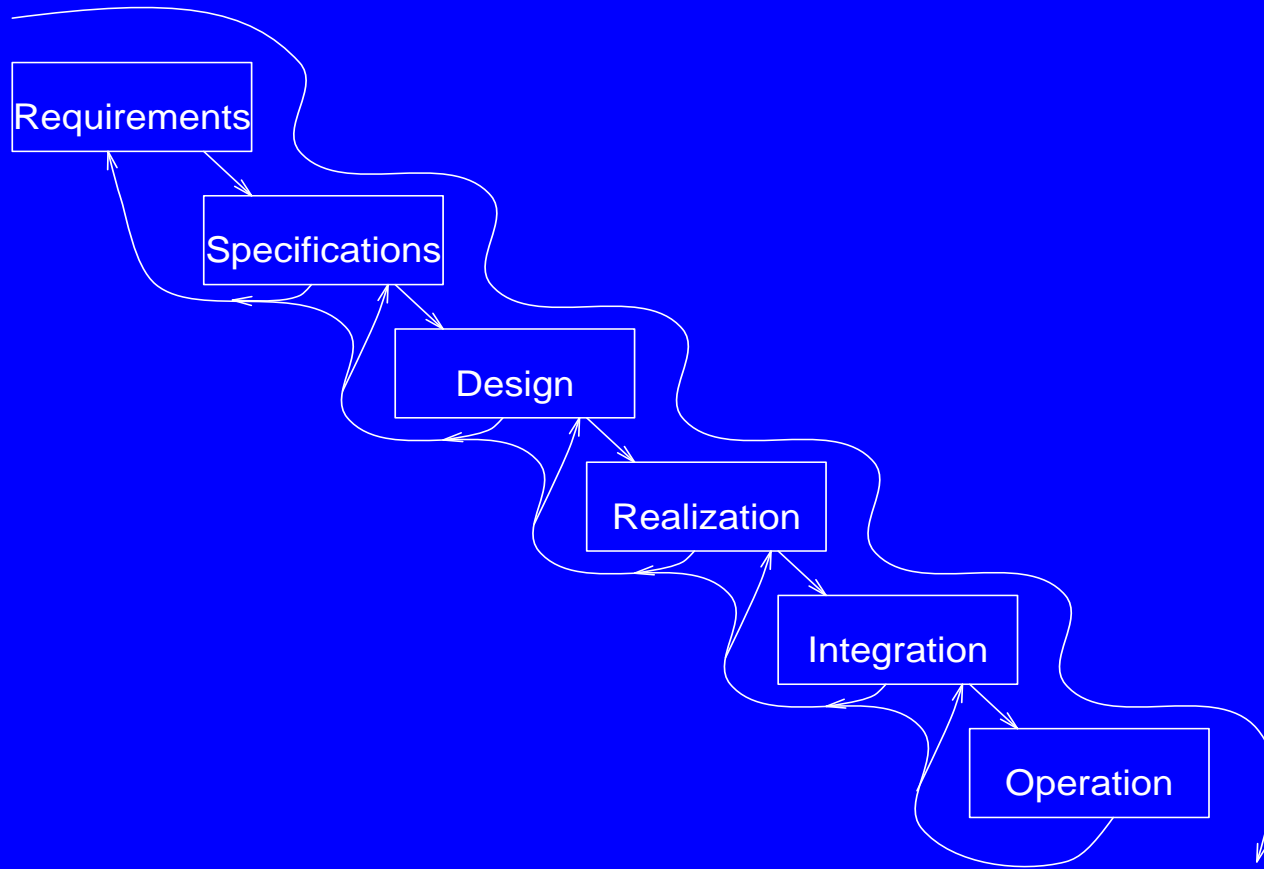 Requirements
Specifications
Design
Realization
Integration
Operation